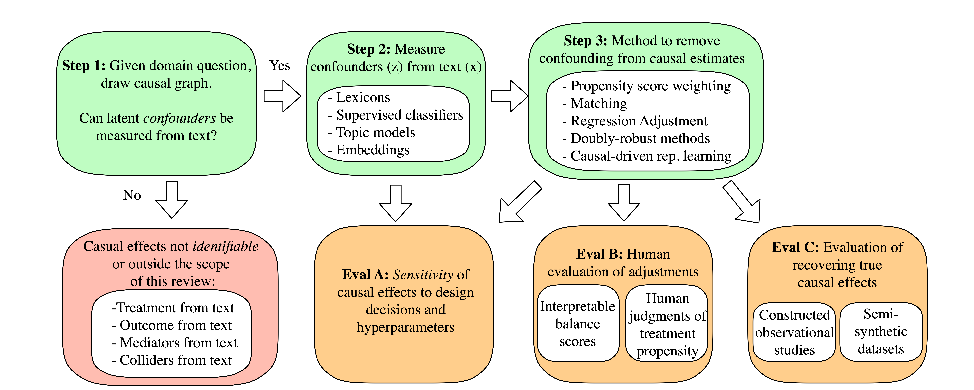 Step 1: Given domain question,
draw causal graph.
Can latent confounders be
measured from text?
Yes
No
Step 2: Measure
confounders (z) from text (x)
- Lexicons
- Supervised classifiers
- Topic models
- Embeddings
Step 3: Method to remove
confounding from causal estimates
- Propensity score weighting
- Matching
- Regression Adjustment
- Doubly-robust methods
- Causal-driven rep. learning
Casual effects not identifiable
or outside the scope
of this review:
-Treatment from text
- Outcome from text
- Mediators from text
- Colliders from text
Eval A: Sensitivity of
causal effects to design
decisions and
hyperparameters
Eval B: Human
evaluation of adjustments
Interpretable
balance
scores
Human
judgments of
treatment
propensity
Eval C: Evaluation of
recovering true
causal effects
Constructed
observational
studies
Semi-
synthetic
datasets